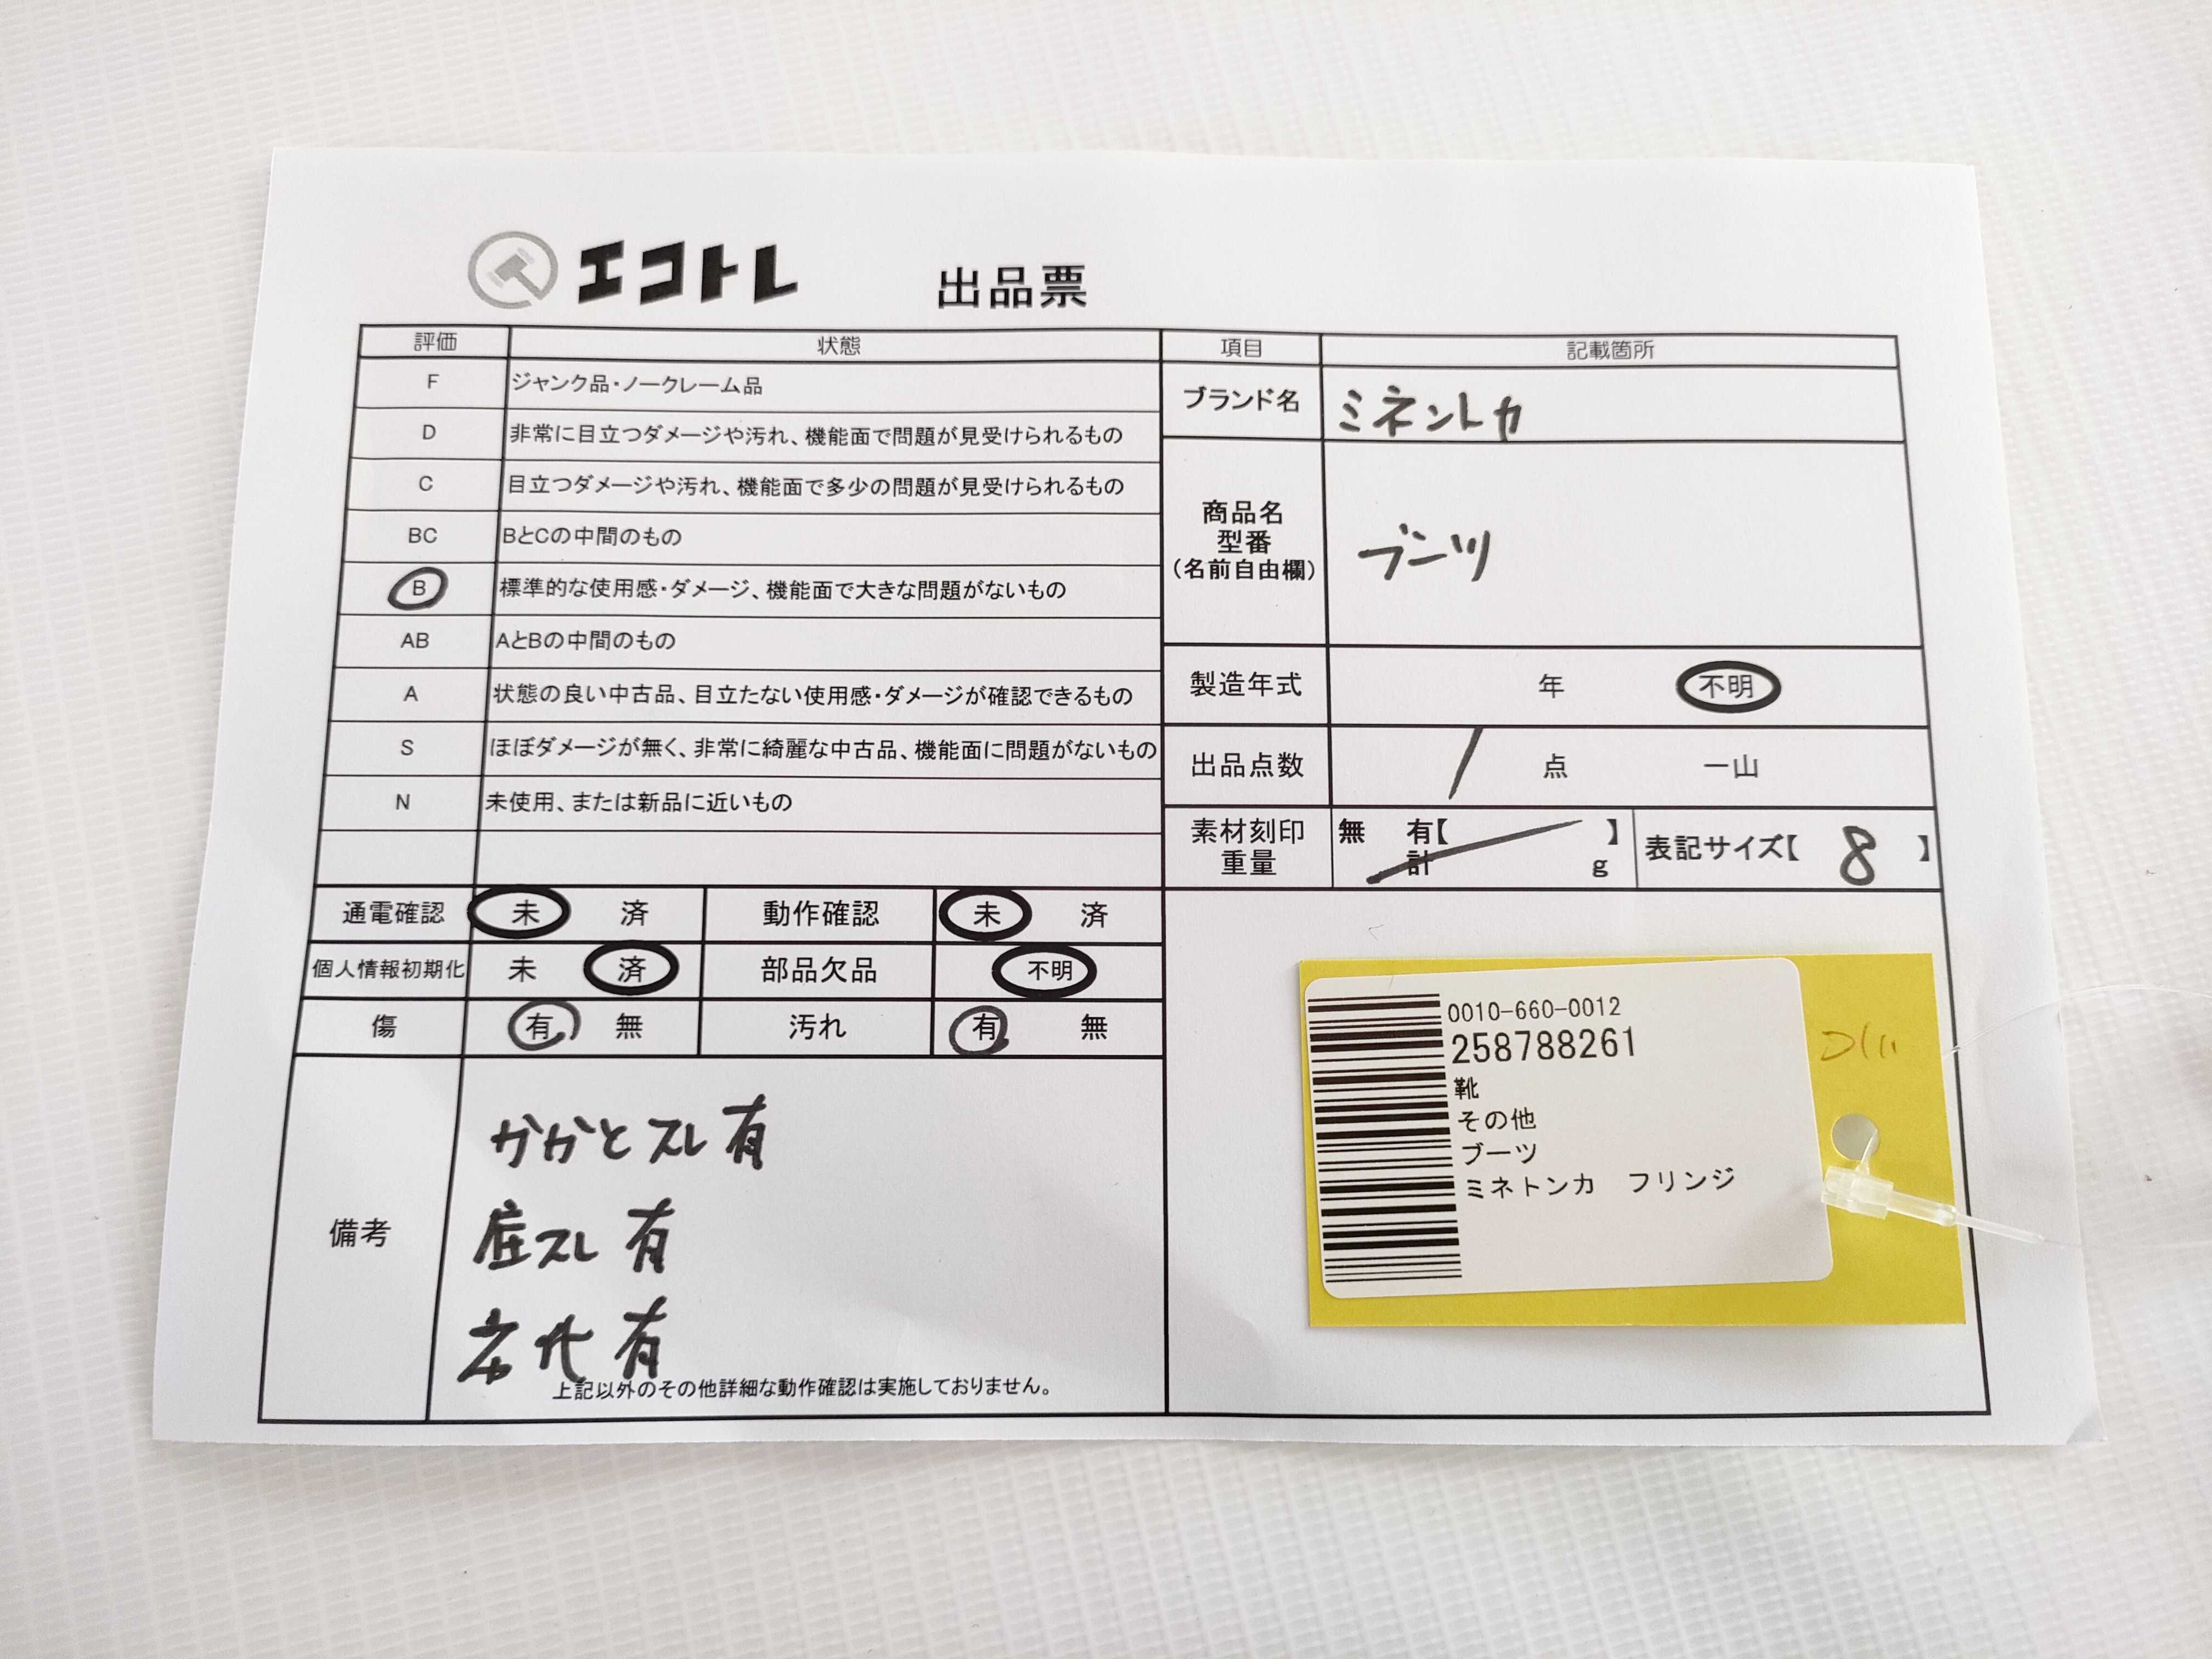 エコトレ 出品票
評価 状態
F ジャンク品・ノークレーム品
D 非常に目立つダメージや汚れ、機能面で問題が見受けられるもの
C 目立つダメージや汚れ、機能面で多少の問題が見受けられるもの
BC BとCの中間のもの
B 標準的な使用感・ダメージ、機能面で大きな問題がないもの
AB AとBの中間のもの
A 状態の良い中古品、目立たない使用感・ダメージが確認できるもの
S ほぼダメージが無く、非常に綺麗な中古品、機能面に問題がないもの
N 未使用、または新品に近いもの
項目 記載箇所
ブランド名 ミネントカ
商品名
型番
(名前自由欄)
ブーツ
製造年式 年 不明
出品点数 1 点 一山
素材刻印 無 有【 】
重量 計 g
表記サイズ【 8 】
通電確認 未 済 動作確認 未 済
個人情報初期化 未 済 部品欠品 不明
傷 有 無 汚れ 有 無
備考
かかとスレ有
底スレ有
有
上記以外のその他詳細な動作確認は実施しておりません。
0010-660-0012
258788261
靴
その他
ブーツ
ミネトンカ フリンジ